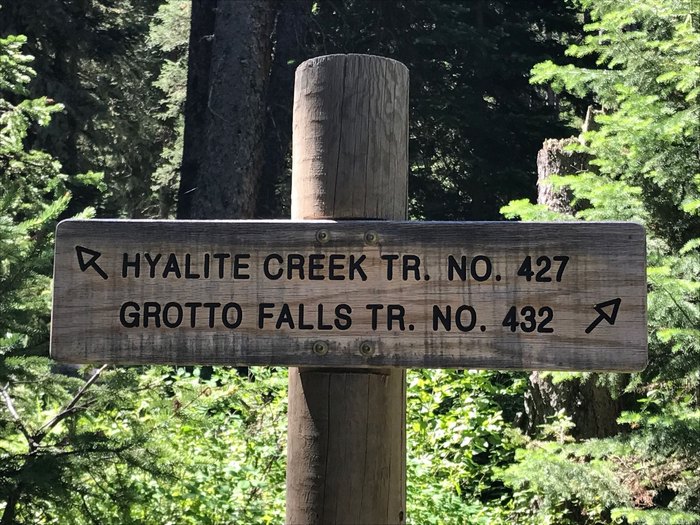 HYALITE CREEK TR. NO. 427
GROTTO FALLS TR. NO. 432